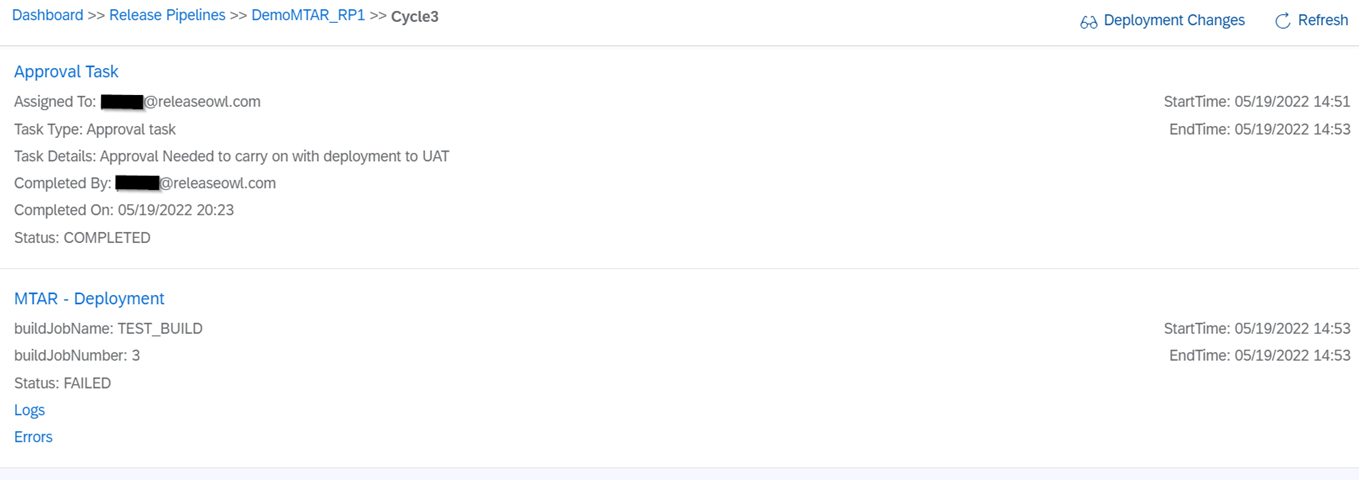 Dashboard >> Release Pipelines >> DemoMTAR_RP1 >> Cycle3
Deployment Changes
Refresh
Approval Task
Assigned To: @releaseowl.com
StartTime: 05/19/2022 14:51
Task Type: Approval task
EndTime: 05/19/2022 14:53
Task Details: Approval Needed to carry on with deployment to UAT
Completed By: @releaseowl.com
Completed On: 05/19/2022 20:23
Status: COMPLETED
MTAR - Deployment
buildJobName: TEST_BUILD
StartTime: 05/19/2022 14:53
buildJobNumber: 3
EndTime: 05/19/2022 14:53
Status: FAILED
Logs
Errors